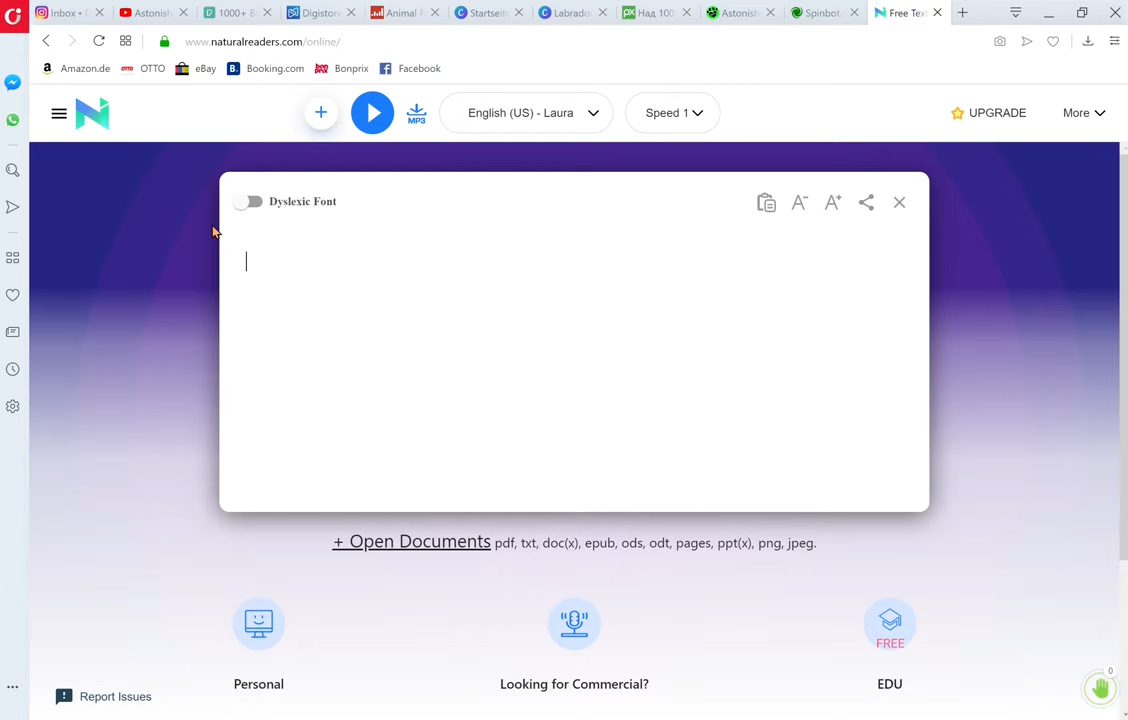 Inbox •
Astonish
1000+ B
Digistore
Animal F
Startseite
Labrado
Над 100
Astonish
Spinbot
Free Tex
www.naturalreaders.com/online/
Amazon.de
OTTO
eBay
Booking.com
Bonprix
Facebook
MP3
English (US) - Laura
Speed 1
UPGRADE
More
Dyslexic Font
+ Open Documents pdf, txt, doc(x), epub, ods, odt, pages, ppt(x), png, jpeg.
FREE
Personal
Looking for Commercial?
EDU
0
Report Issues